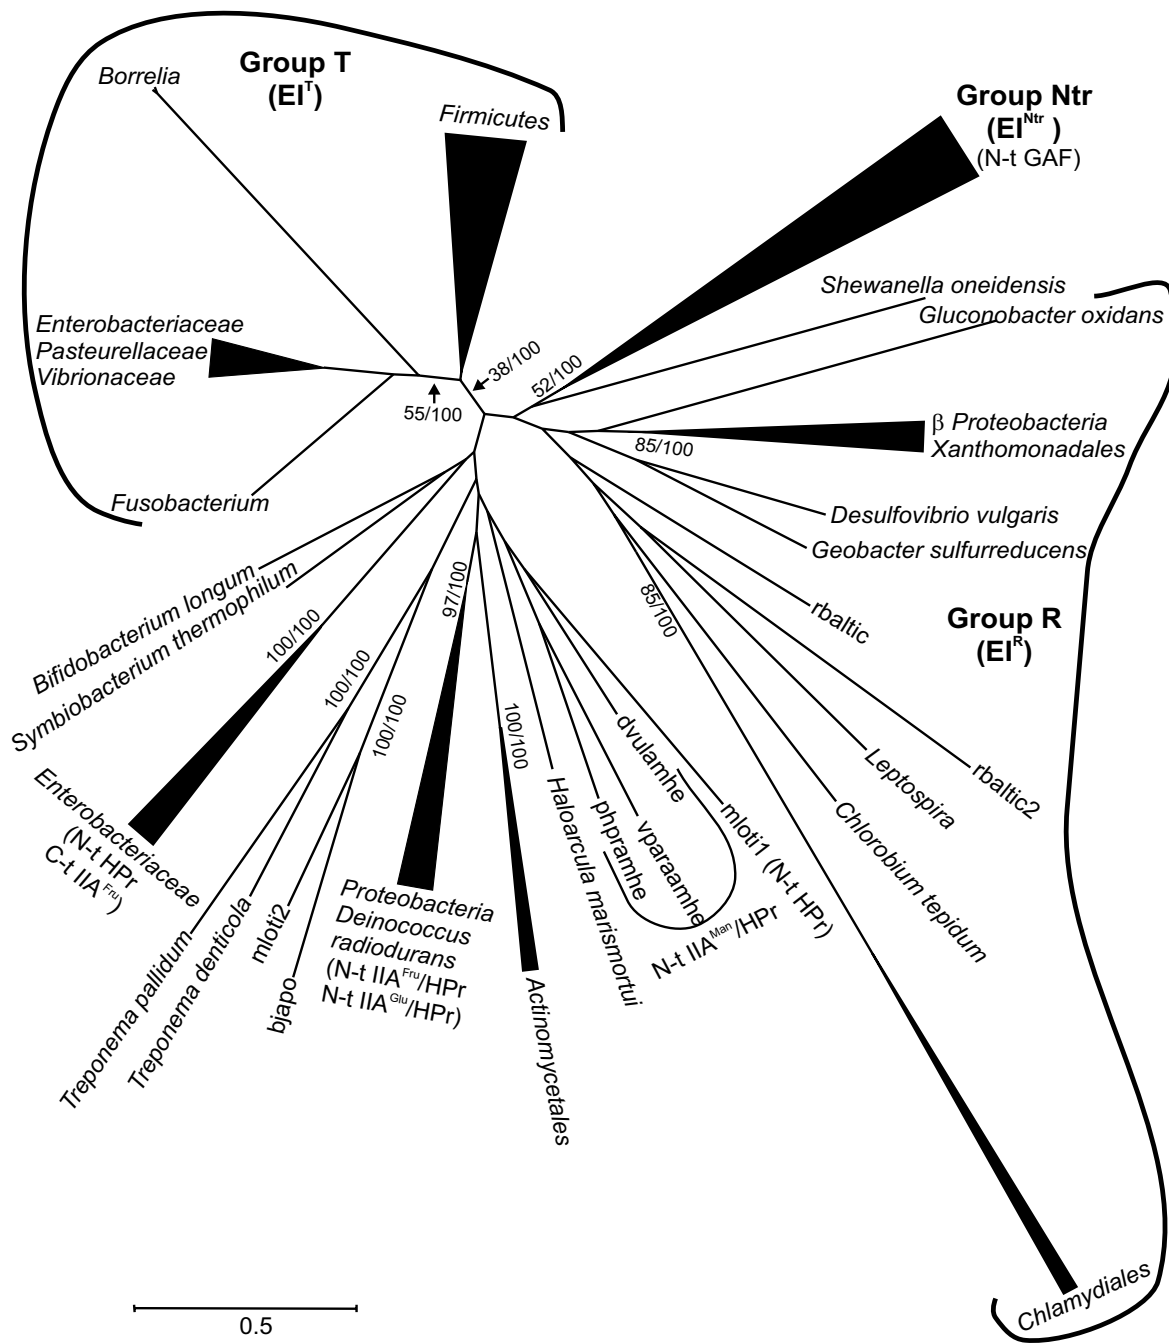 Group T
(EI^T)
Borrelia
Firmicutes
Enterobacteriaceae
Pasteurellaceae
Vibrionaceae
Fusobacterium
55/100
38/100
52/100
Group Ntr
(EI^Ntr )
(N-t GAF)
Shewanella oneidensis
Gluconobacter oxidans
85/100
β Proteobacteria
Xanthomonadales
Desulfovibrio vulgaris
Geobacter sulfurreducens
Group R
(EI^R)
rbaltic
rbaltic2
Leptospira
Chlorobium tepidum
85/100
Chlamydiales
mloti1 (N-t HPr)
dvulamhe
vparaamhe
phpramhe
N-t IIA^Man/HPr
Haloarcula marismortui
100/100
Actinomycetales
97/100
Proteobacteria
Deinococcus
radiodurans
(N-t IIA^Fru/HPr
N-t IIA^Glu/HPr)
100/100
bjapo
mloti2
100/100
Treponema denticola
Treponema pallidum
100/100
Enterobacteriaceae
(N-t HPr
C-t IIA^Fru)
Symbiobacterium thermophilum
Bifidobacterium longum
0.5